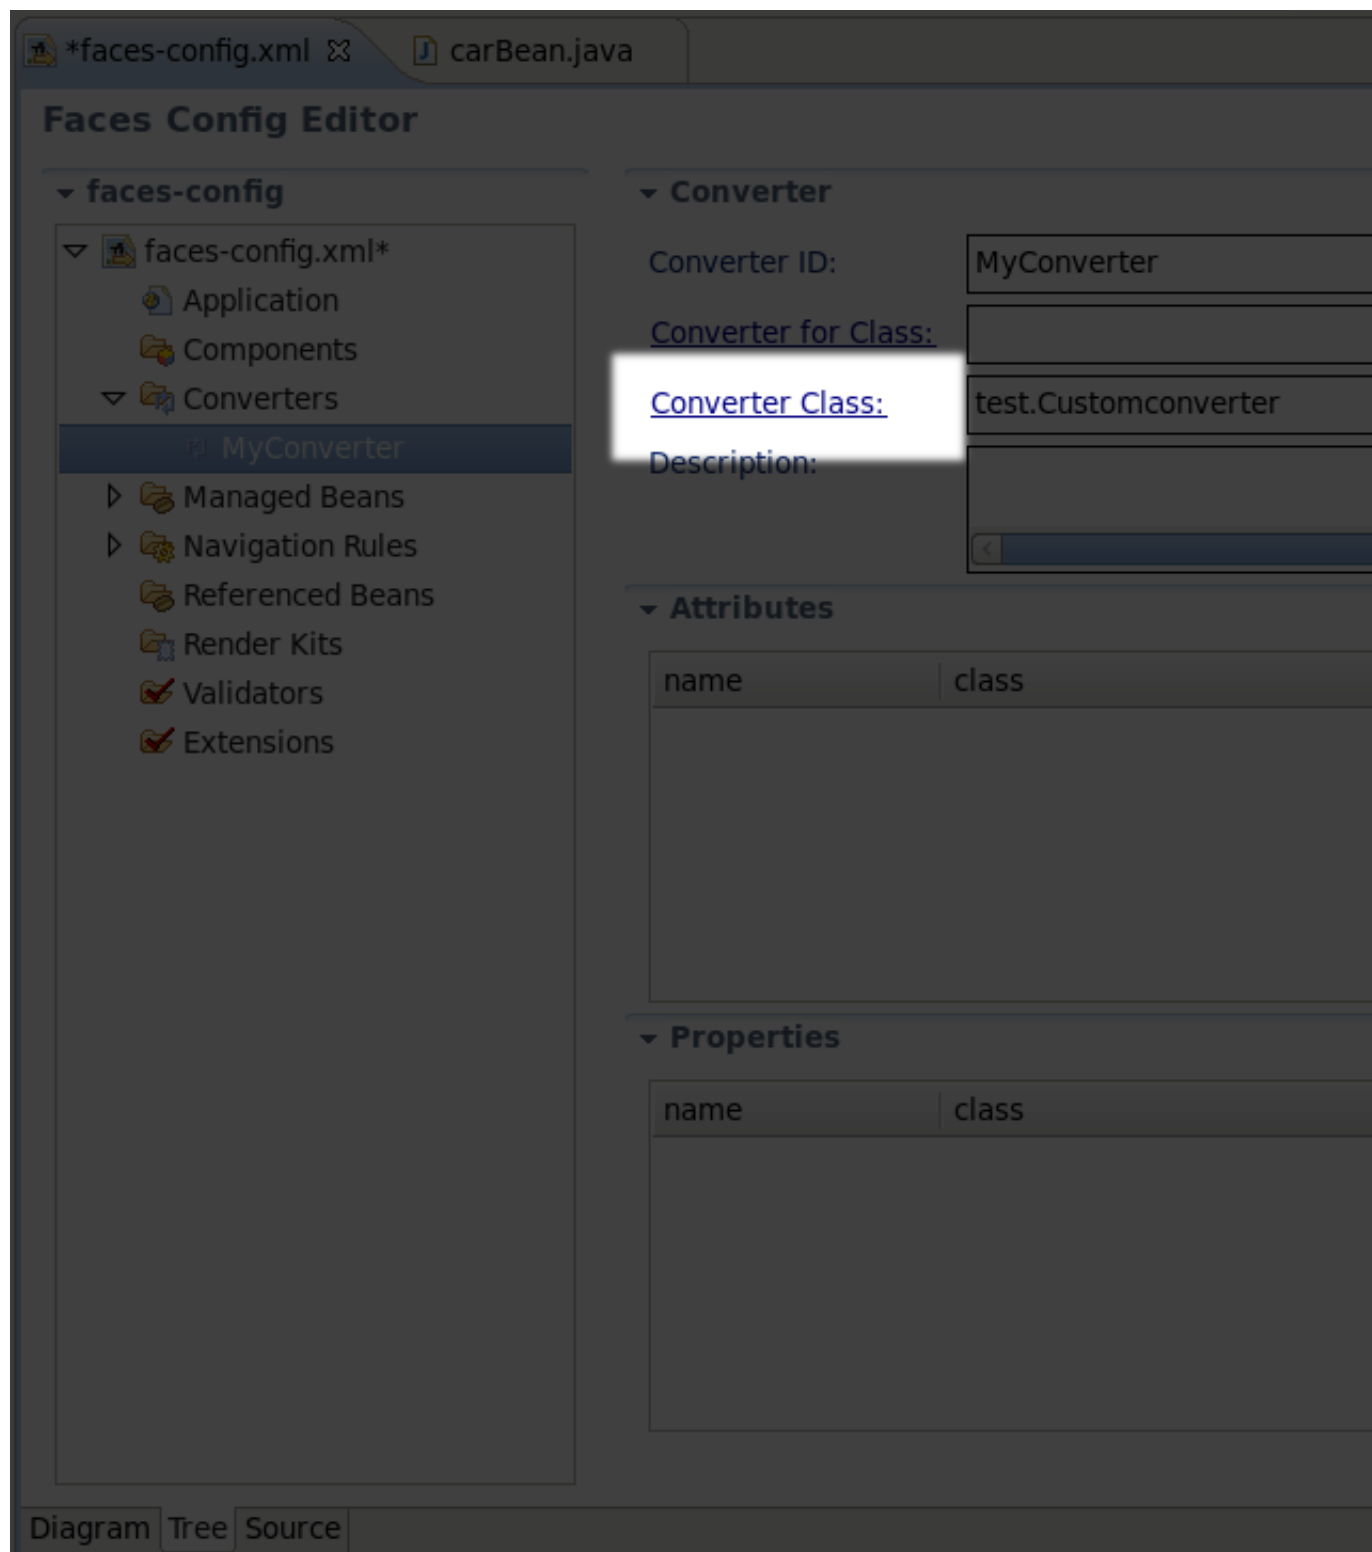 *faces-config.xml
carBean.java
Faces Config Editor
faces-config
faces-config.xml*
Application
Components
Converters
MyConverter
Managed Beans
Navigation Rules
Referenced Beans
Render Kits
Validators
Extensions
Converter
Converter ID: MyConverter
Converter for Class:
Converter Class: test.Customconverter
Description:
Attributes
name class
Properties
name class
Diagram Tree Source